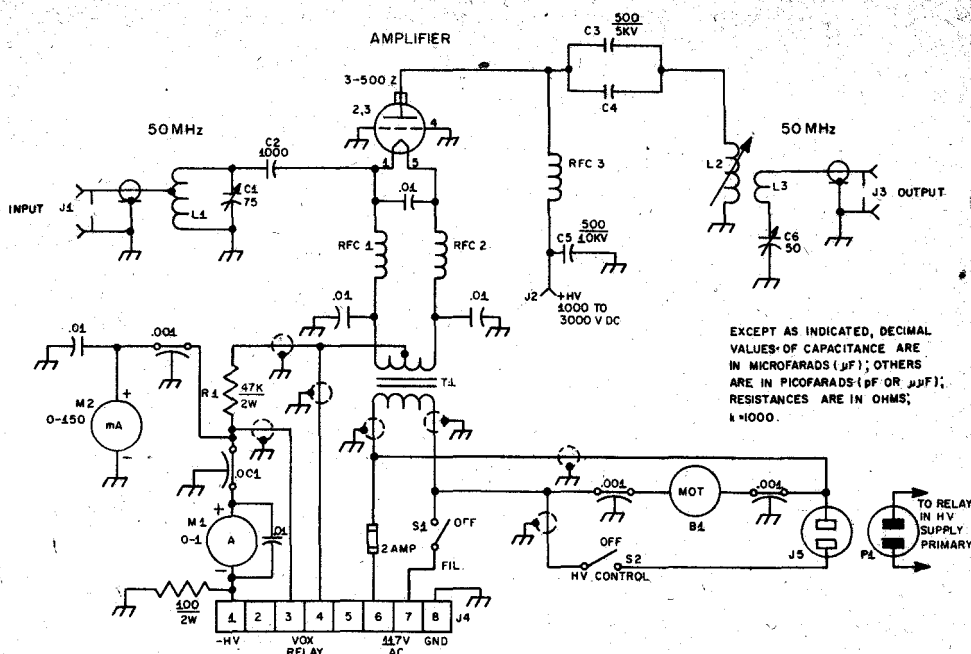 AMPLIFIER
500
5KV
C3
C4
3-500 Z
2,3
4
1
5
50 MHz
C2
1000
.01
INPUT
J1
L1
C1
75
RFC 1
RFC 2
RFC 3
C5
500
10KV
J2
+HV
1000 TO
3000 V DC
50 MHz
L2
L3
J3 OUTPUT
C6
50
.01
.01
EXCEPT AS INDICATED, DECIMAL
VALUES OF CAPACITANCE ARE
IN MICROFARADS (µF); OTHERS
ARE IN PICOFARADS (pF OR µµF);
RESISTANCES ARE IN OHMS;
k=1000.
.01
.001
M2
0-150
mA
+
-
R1
47K
2W
T1
.001
M1
0-1
A
+
-
.01
100
2W
2 AMP
S1
OFF
FIL.
.001
MOT
B1
.001
OFF
S2
HV CONTROL
J5
P1
TO RELAY
IN HV
SUPPLY
PRIMARY
1 2 3 4 5 6 7 8
J4
-HV
VOX
RELAY
117V
AC
GND